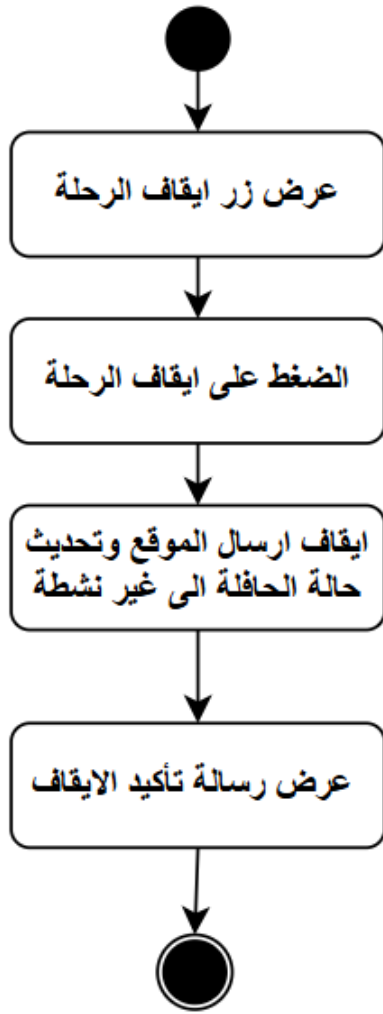 عرض زر ايقاف الرحلة
الضغط على ايقاف الرحلة
ايقاف ارسال الموقع وتحديث
حالة الحافلة الى غير نشطة
عرض رسالة تأكيد الايقاف